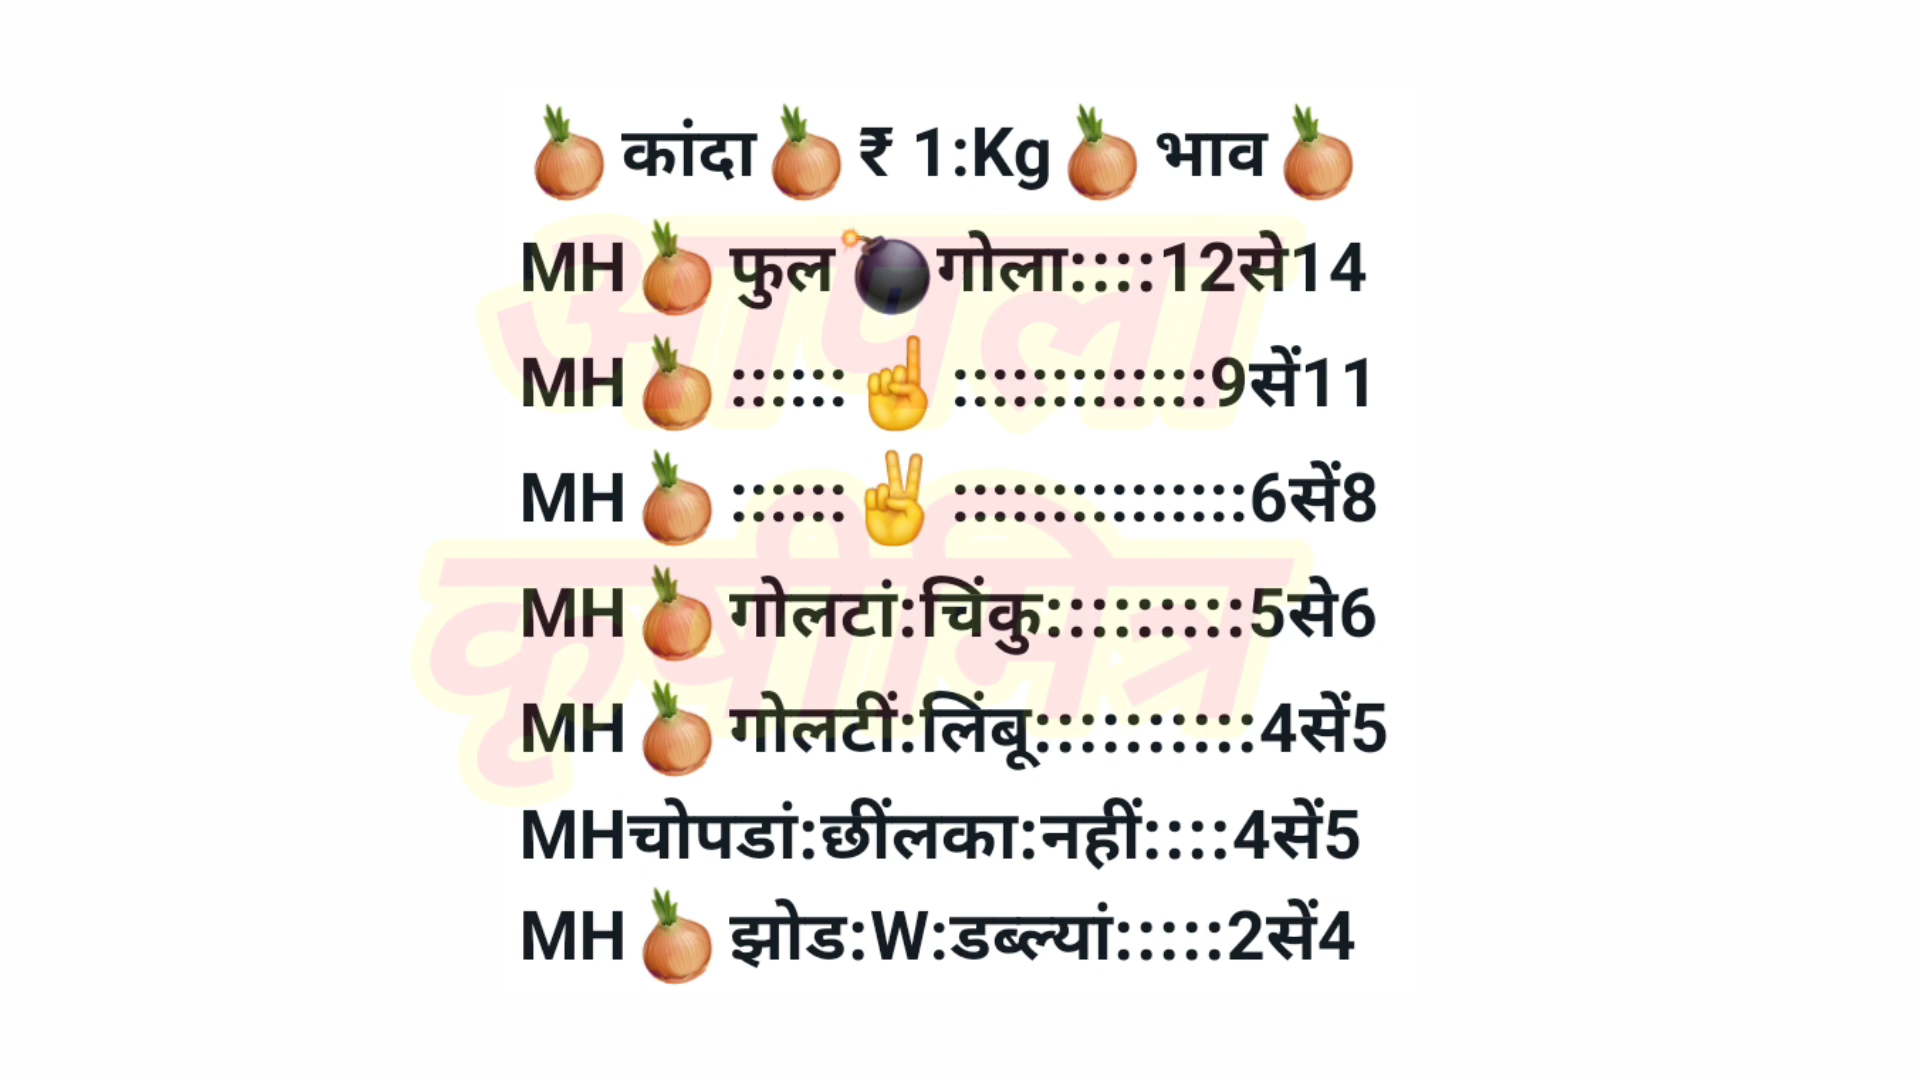 🧅 कांदा 🧅 ₹ 1:Kg 🧅 भाव 🧅
MH 🧅 फुल 💣 गोला::::12से14
MH 🧅 ::::::☝️ :::::::::::::9सें11
MH 🧅 ::::::✌️ :::::::::::::::6सें8
MH 🧅 गोलटां:चिंकु::::::::::5से6
MH 🧅 गोलटीं:लिंबू::::::::::4सें5
MHचोपडां:छींलका:नहीं::::4सें5
MH 🧅 झोड:W:डब्ल्यां:::::2सें4
आपला
कृषीमित्र